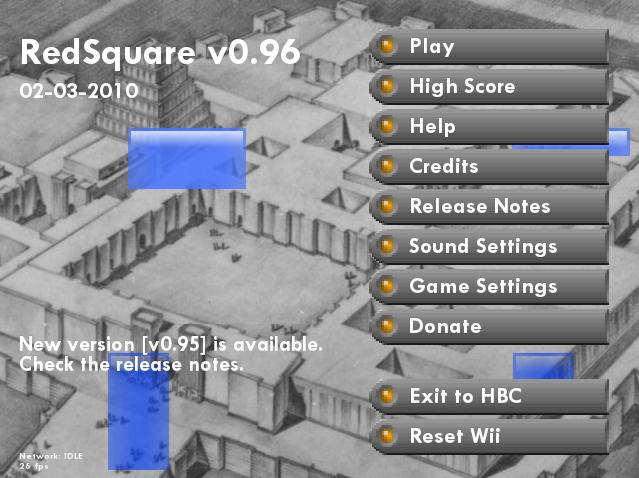 RedSquare v0.96
02-03-2010
Play
High Score
Help
Credits
Release Notes
Sound Settings
Game Settings
Donate
New version [v0.95] is available.
Check the release notes.
Exit to HBC
Reset Wii
Network: IDLE
26 fps